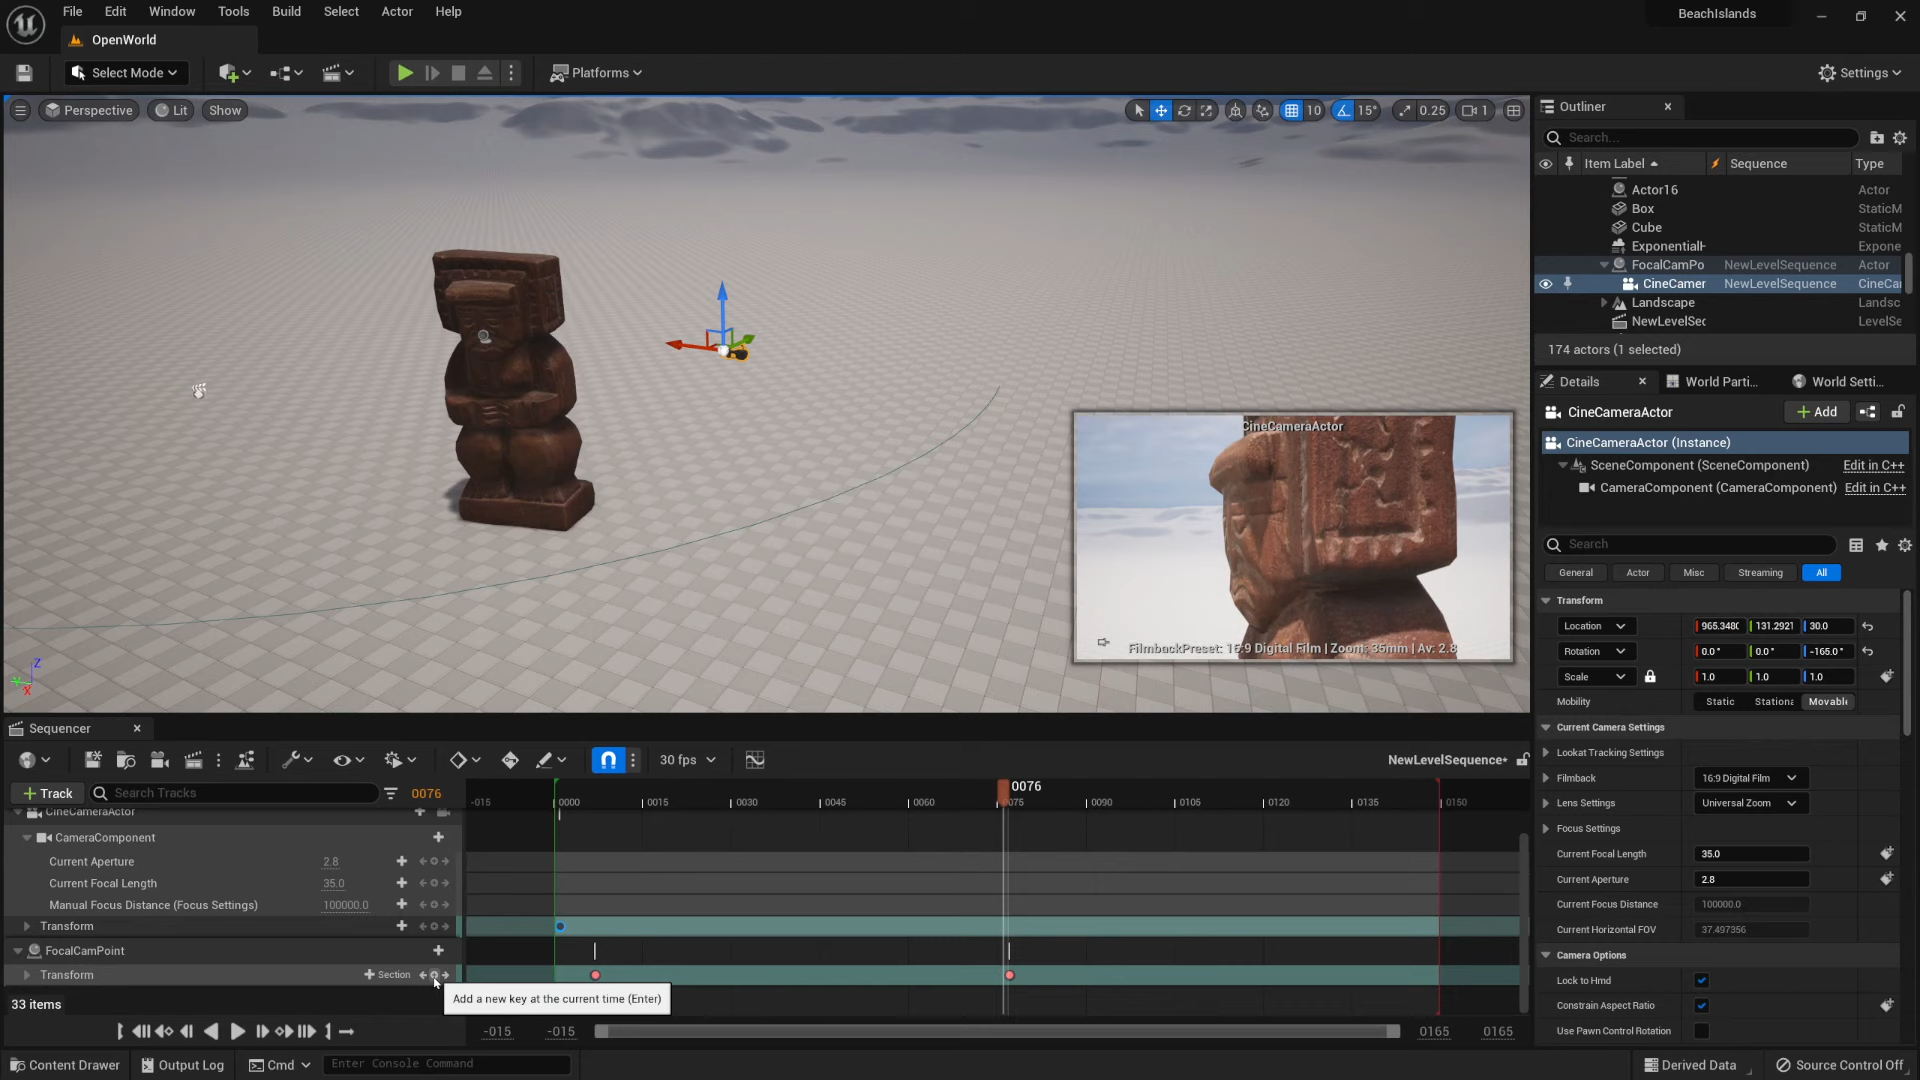 File Edit Window Tools Build Select Actor Help
BeachIslands
OpenWorld
Select Mode
Platforms
Settings
Perspective Lit Show
10 15° 0.25 1
Outliner
Search...
Item Label Sequence Type
Actor16 Actor
Box StaticM
Cube StaticM
ExponentialH Expone
FocalCamPo NewLevelSequence Actor
CineCamer NewLevelSequence CineCa
Landscape Landsc
NewLevelSec LevelSe
174 actors (1 selected)
Details World Parti... World Setti...
CineCameraActor Add
CineCameraActor (Instance)
SceneComponent (SceneComponent) Edit in C++
CameraComponent (CameraComponent) Edit in C++
Search
General Actor Misc Streaming All
Transform
Location 965.348 131.2921 30.0
Rotation 0.0° 0.0° -165.0°
Scale 1.0 1.0 1.0
Mobility Static Stationa Movable
Current Camera Settings
Lookat Tracking Settings
Filmback 16:9 Digital Film
Lens Settings Universal Zoom
Focus Settings
Current Focal Length 35.0
Current Aperture 2.8
Current Focus Distance 100000.0
Current Horizontal FOV 37.497356
Camera Options
Lock to Hmd
Constrain Aspect Ratio
Use Pawn Control Rotation
CineCameraActor
FilmbackPreset: 16:9 Digital Film | Zoom: 35mm | Av: 2.8
Z
Y
X
Sequencer
30 fps
NewLevelSequence*
Track Search Tracks 0076
-015 0000 0015 0030 0045 0060 0075 0090 0105 0120 0135 0150
0076
CineCameraActor
CameraComponent
Current Aperture 2.8
Current Focal Length 35.0
Manual Focus Distance (Focus Settings) 100000.0
Transform
FocalCamPoint
Transform Section
Add a new key at the current time (Enter)
33 items
-015 -015 0165 0165
Content Drawer Output Log Cmd Enter Console Command
Derived Data Source Control Off